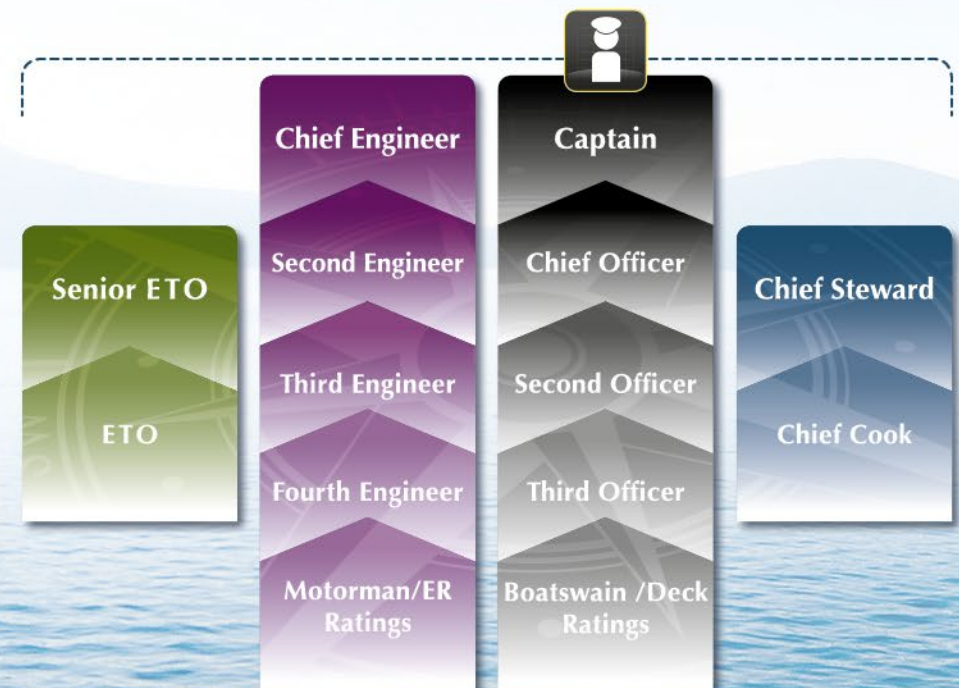 Senior ETO
ETO
Chief Engineer
Second Engineer
Third Engineer
Fourth Engineer
Motorman/ER
Ratings
Captain
Chief Officer
Second Officer
Third Officer
Boatswain /Deck
Ratings
Chief Steward
Chief Cook